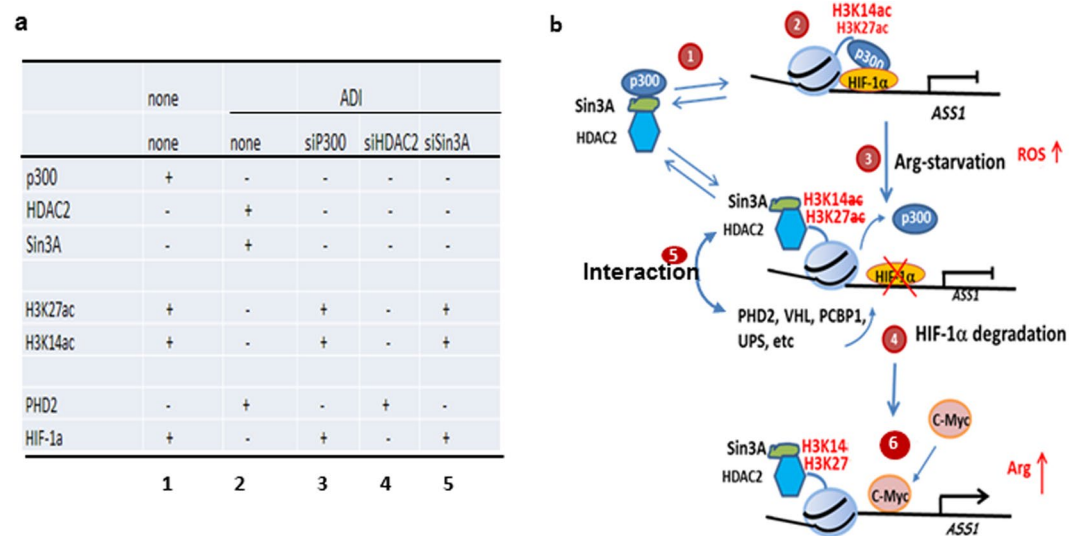 a
none ADI
none none siP300 siHDAC2 siSin3A
p300 + - - - -
HDAC2 - + - - -
Sin3A - + - - -
H3K27ac + - + - +
H3K14ac + - + - +
PHD2 - + - + -
HIF-1a + - + - +
1 2 3 4 5
b
H3K14ac
H3K27ac
2
1
p300
p300
HIF-1α
Sin3A
HDAC2
ASS1
3
Arg-starvation
ROS ↑
Sin3A
H3K14ac
H3K27ac
HDAC2
p300
5
Interaction
HIF-1α
ASS1
PHD2, VHL, PCBP1,
UPS, etc
4
HIF-1α degradation
C-Myc
6
Sin3A
H3K14
H3K27
HDAC2
C-Myc
Arg ↑
ASS1